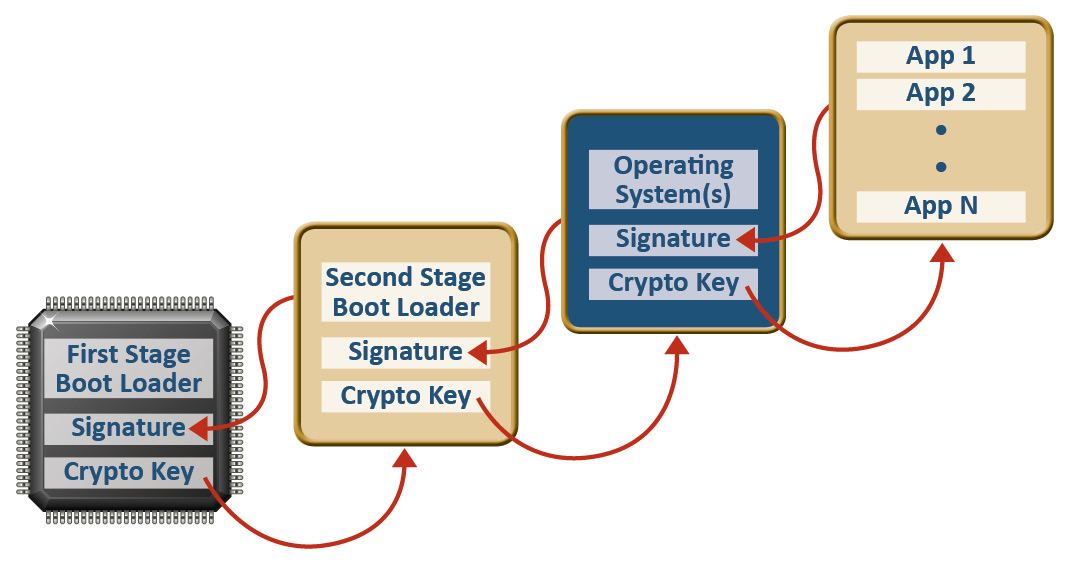 First Stage
Boot Loader
Signature
Crypto Key
Second Stage
Boot Loader
Signature
Crypto Key
Operating
System(s)
Signature
Crypto Key
App 1
App 2
App N